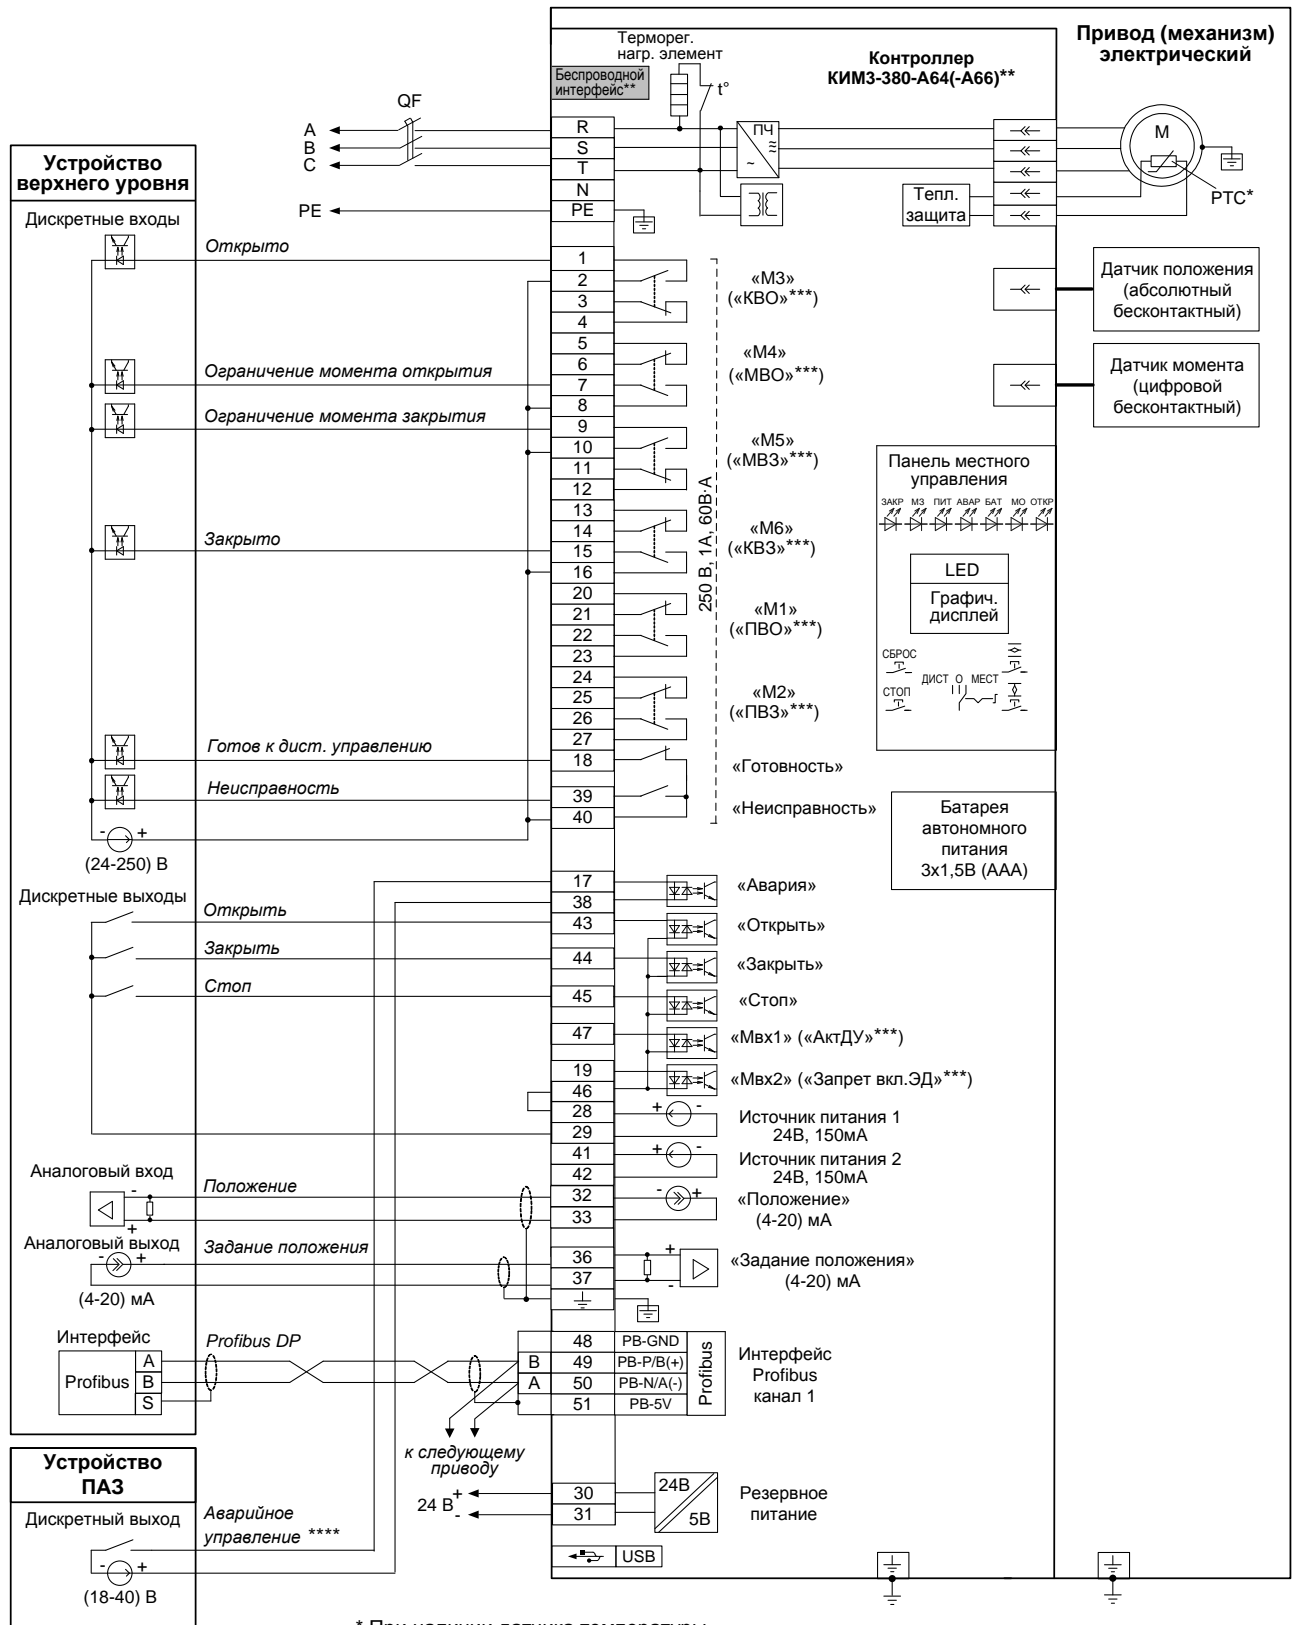 Привод (механизм)
электрический
Терморег.
нагр. элемент
Контроллер
КИМ3-380-А64(-А66)**
Беспроводной
интерфейс**
t°
QF
A
B
C
PE
R
S
T
N
PE
ПЧ
≈
~
Тепл.
защита
M
РТС*
Устройство
верхнего уровня
Дискретные входы
Открыто
Ограничение момента открытия
Ограничение момента закрытия
Закрыто
Готов к дист. управлению
Неисправность
- +
(24-250) В
1
2
3
4
5
6
7
8
9
10
11
12
13
14
15
16
20
21
22
23
24
25
26
27
18
39
40
«М3»
(«КВО»***)
«М4»
(«МВО»***)
«М5»
(«МВЗ»***)
«М6»
(«КВЗ»***)
«М1»
(«ПВО»***)
«М2»
(«ПВЗ»***)
«Готовность»
«Неисправность»
250 В, 1А, 60В·А
Датчик положения
(абсолютный
бесконтактный)
Датчик момента
(цифровой
бесконтактный)
Панель местного
управления
ЗАКР МЗ ПИТ АВАР БАТ МО ОТКР
LED
Графич.
дисплей
СБРОС
ДИСТ О МЕСТ
СТОП
Батарея
автономного
питания
3х1,5В (ААА)
Дискретные выходы
Открыть
Закрыть
Стоп
17
38
43
44
45
47
19
46
28
29
41
42
32
33
36
37
«Авария»
«Открыть»
«Закрыть»
«Стоп»
«Мвх1» («АктДУ»***)
«Мвх2» («Запрет вкл.ЭД»***)
+ -
Источник питания 1
24В, 150мА
+ -
Источник питания 2
24В, 150мА
- +
«Положение»
(4-20) мА
+
-
«Задание положения»
(4-20) мА
Аналоговый вход
-
+
Положение
Аналоговый выход
- +
Задание положения
(4-20) мА
Интерфейс
Profibus
A
B
S
Profibus DP
48 PB-GND
B 49 PB-P/B(+)
A 50 PB-N/A(-)
51 PB-5V
Profibus
Интерфейс
Profibus
канал 1
к следующему
приводу
24 В
+
-
30
31
24В
5В
Резервное
питание
USB
Устройство
ПАЗ
Дискретный выход
Аварийное
управление ****
- +
(18-40) В
* При наличии датчика температуры